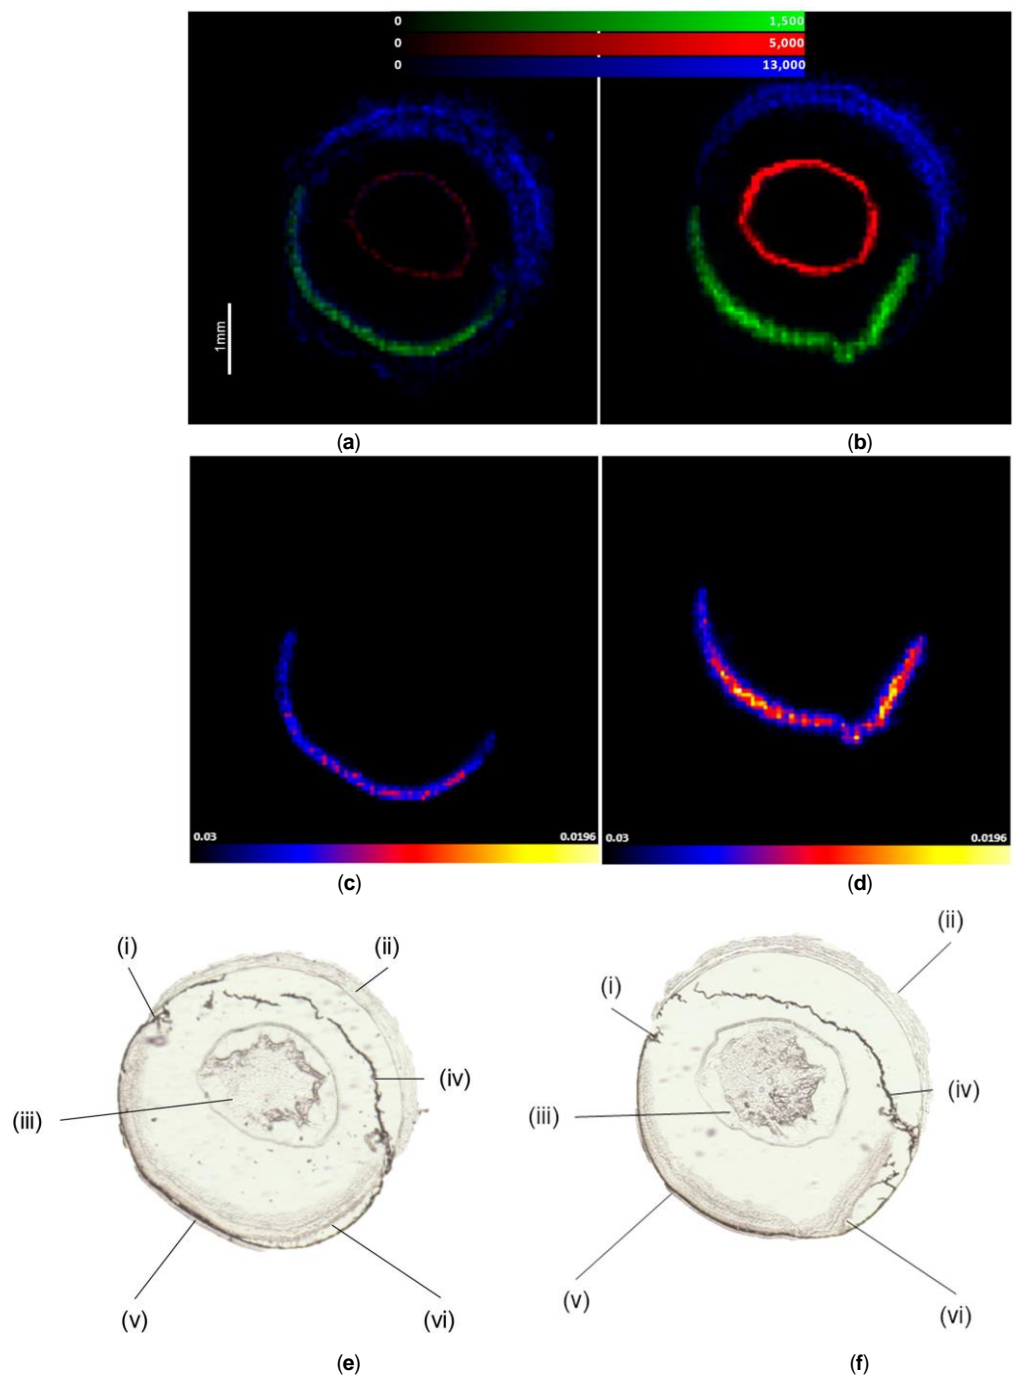 0 1,500
0 5,000
0 13,000
1mm
(a) (b)
0.03 0.0196 0.03 0.0196
(c) (d)
(i) (ii) (ii)
(i)
(iv) (iv)
(iii) (iii)
(v) (vi) (v) (vi)
(e) (f)